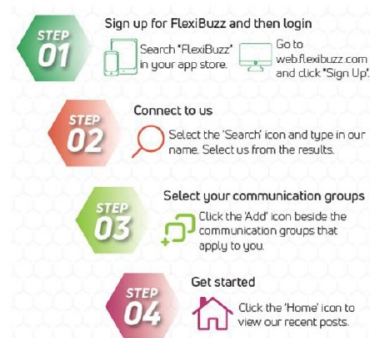 Sign up for FlexiBuzz and then login
STEP
01
Search "FlexiBuzz"
in your app store.
Go to
web.flexibuzz.com
and click "Sign Up".
Connect to us
STEP
02
Select the 'Search' icon and type in our
name. Select us from the results.
Select your communication groups
STEP
03
Click the 'Add' icon beside the
communication groups that
apply to you.
Get started
STEP
04
Click the 'Home' icon to
view our recent posts.